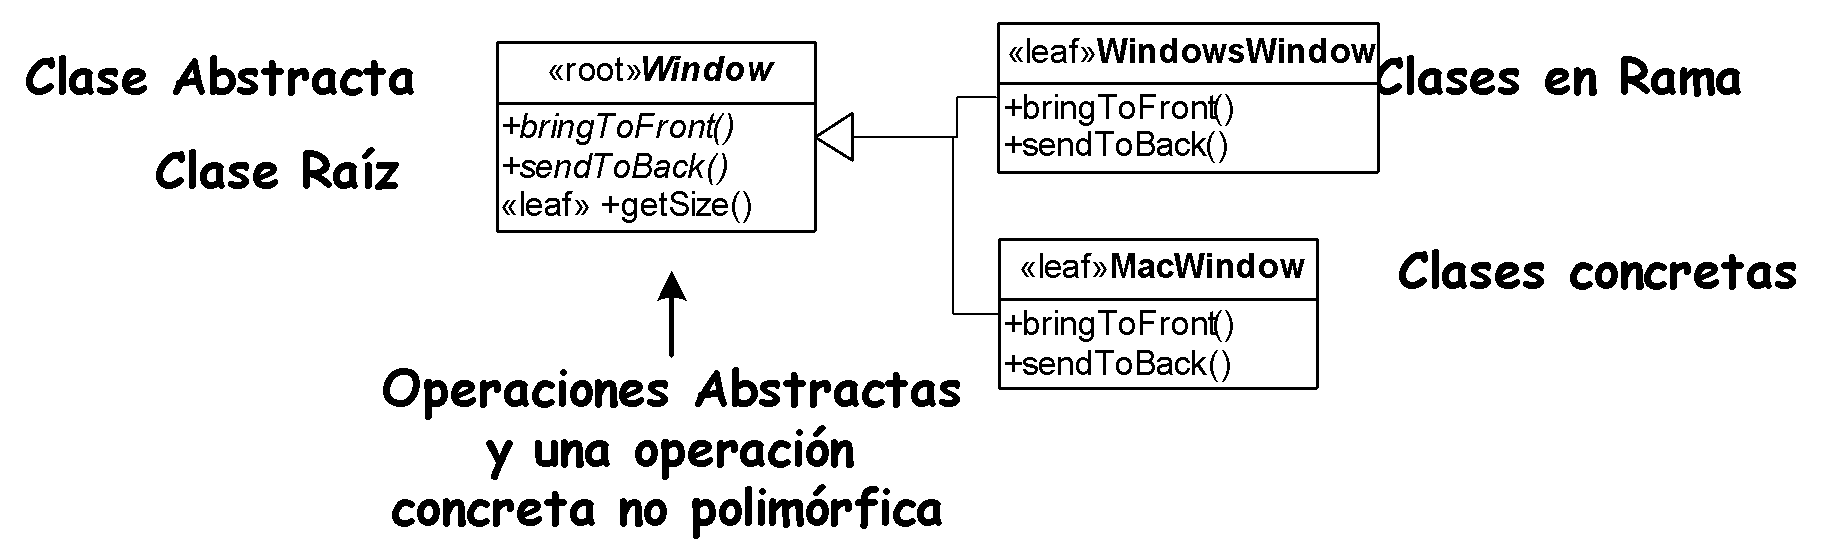 Clase Abstracta
Clase Raíz
«root»Window
+bringToFront()
+sendToBack()
«leaf» +getSize()
Operaciones Abstractas
y una operación
concreta no polimórfica
«leaf»WindowsWindow
+bringToFront()
+sendToBack()
Clases en Rama
«leaf»MacWindow
+bringToFront()
+sendToBack()
Clases concretas